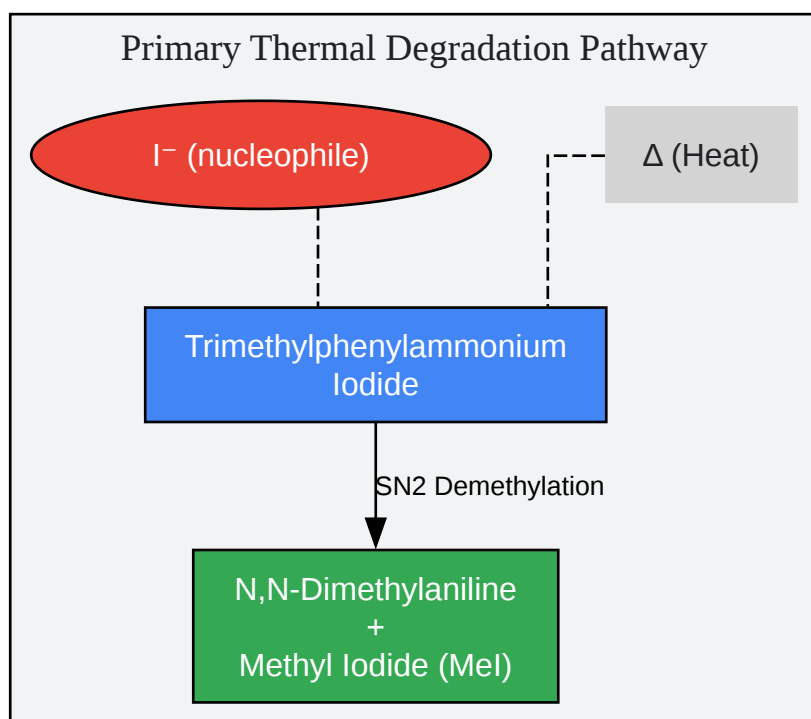 Primary Thermal Degradation Pathway
I⁻ (nucleophile)
Δ (Heat)
Trimethylphenylammonium
Iodide
SN2 Demethylation
N,N-Dimethylaniline
+
Methyl Iodide (MeI)